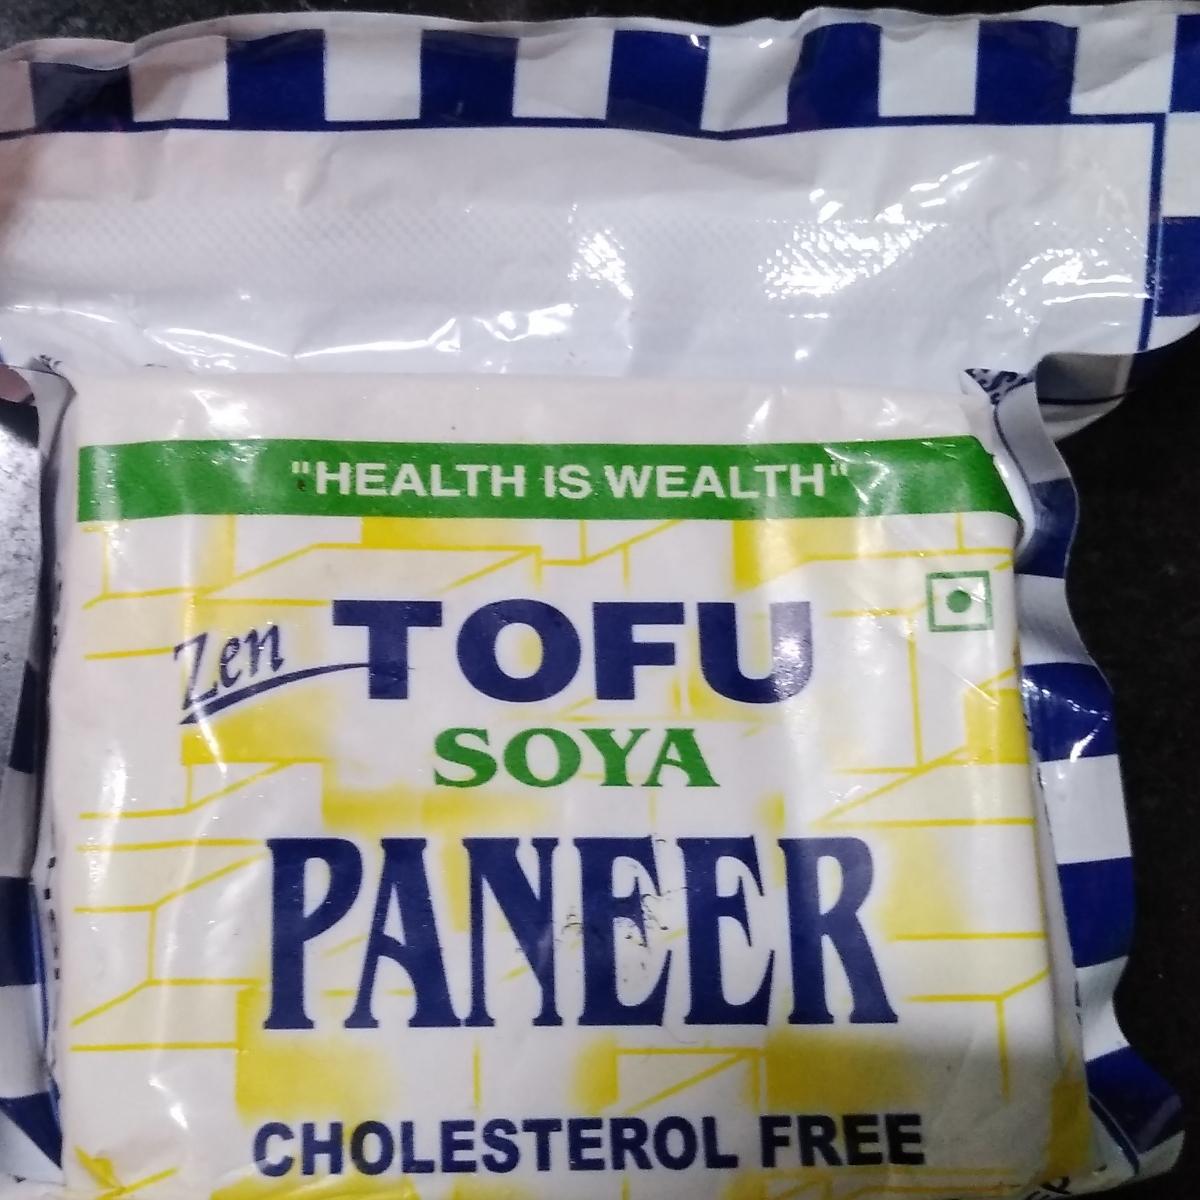 "HEALTH IS WEALTH"
Zen TOFU
SOYA
PANEER
CHOLESTEROL FREE